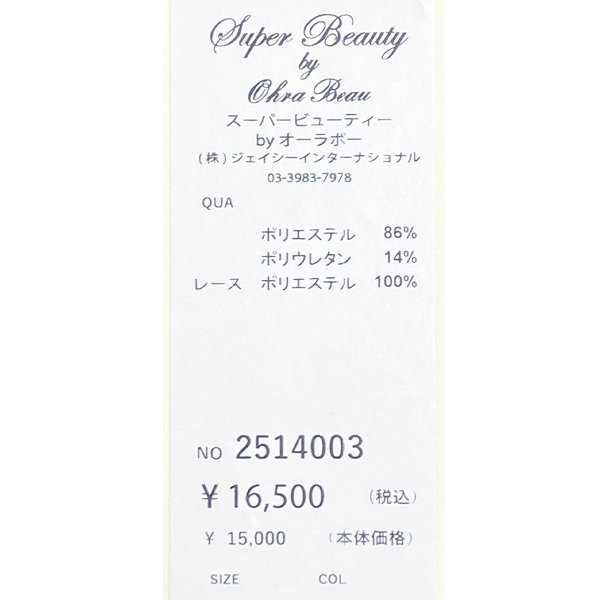 Super Beauty
by
Ohra Beau
スーパービューティー
by オーラボー
(株)ジェイシーインターナショナル
03-3983-7978
QUA
ポリエステル 86%
ポリウレタン 14%
レース ポリエステル 100%
NO 2514003
¥ 16,500 (税込)
¥ 15,000 (本体価格)
SIZE COL